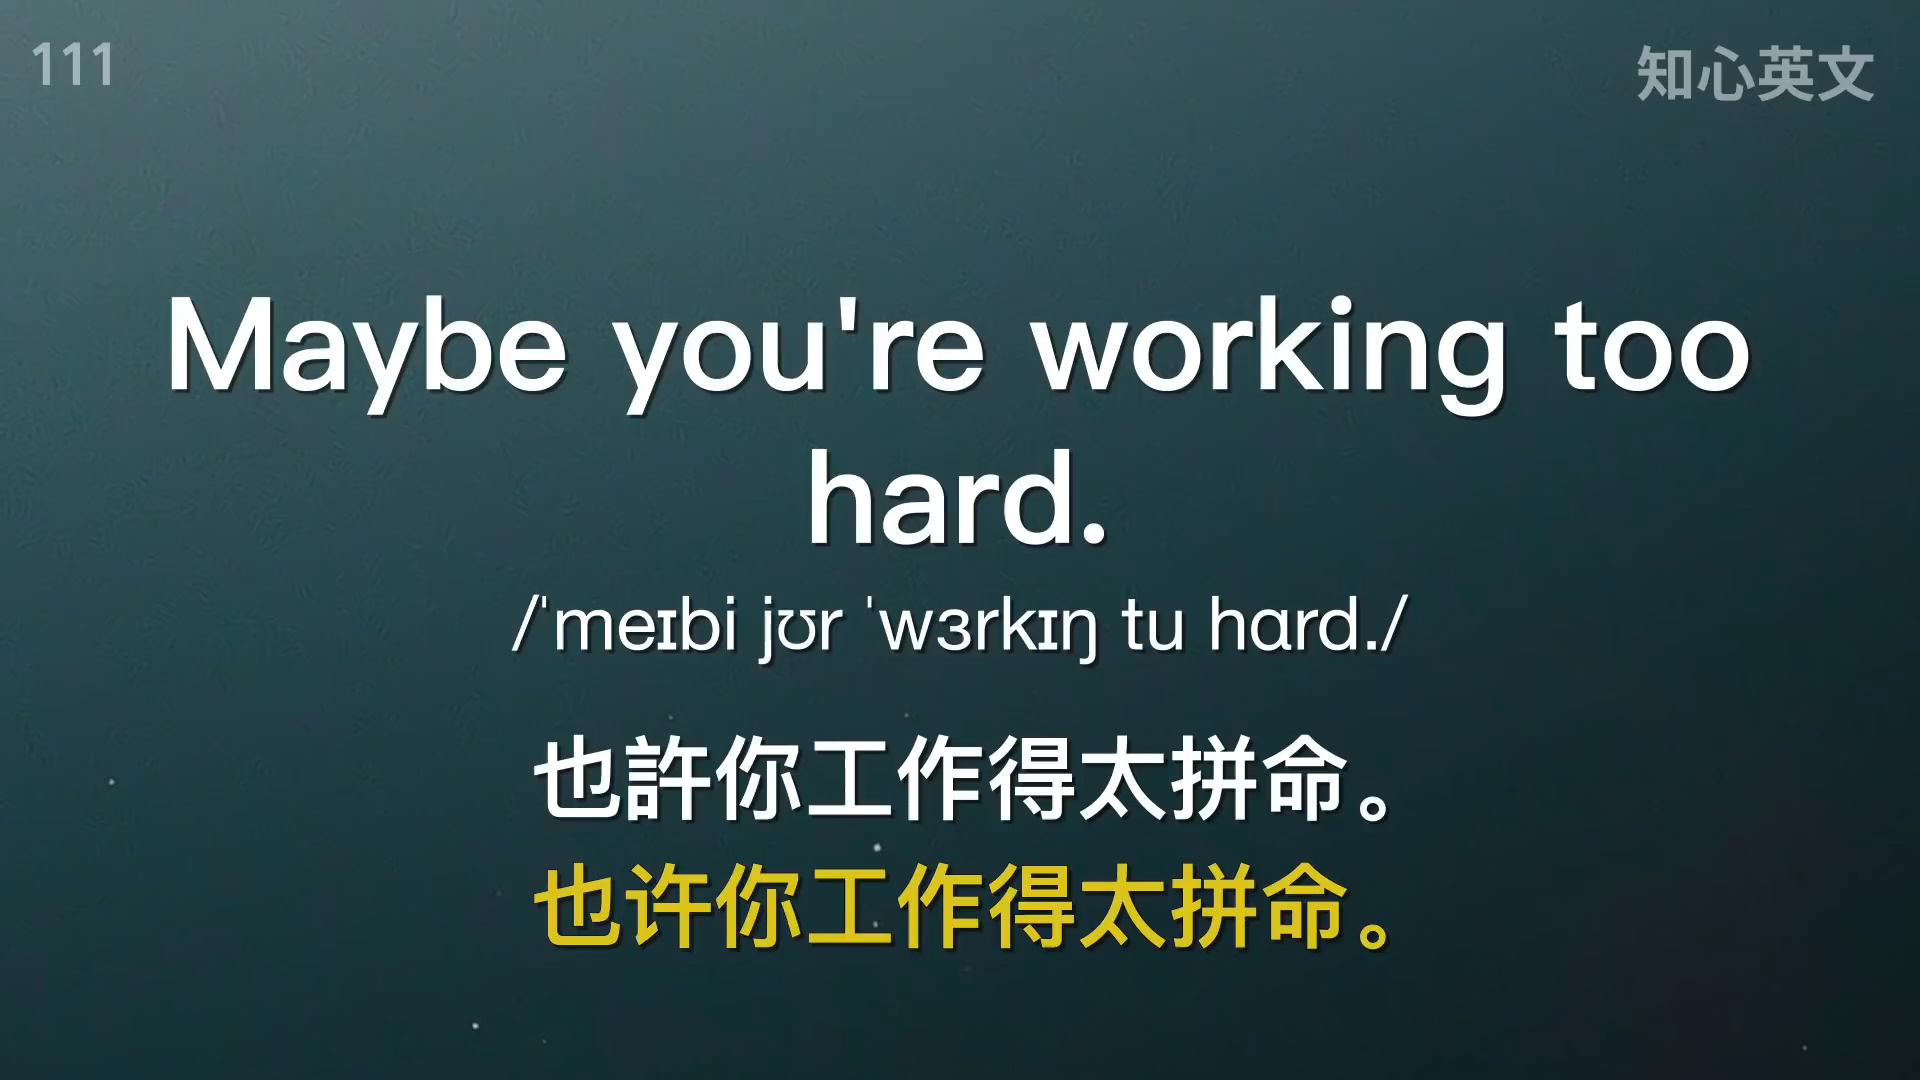 111
知心英文
Maybe you're working too
hard.
/ˈmeɪbi jʊr ˈwɜrkɪŋ tu hɑrd./
也許你工作得太拼命。
也许你工作得太拼命。